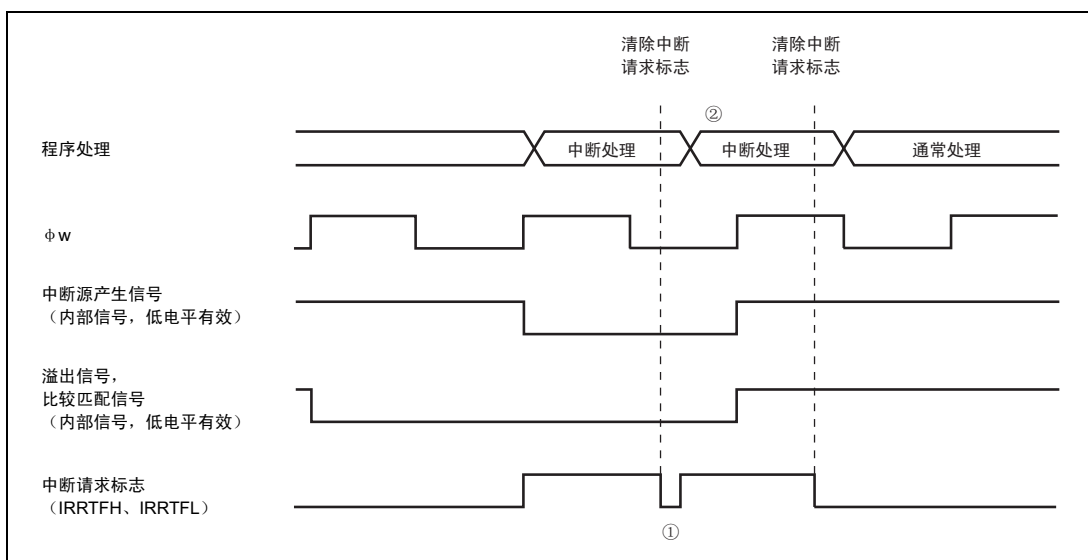 清除中断
请求标志
清除中断
请求标志
②
程序处理
中断处理
中断处理
通常处理
φw
中断源产生信号
（内部信号，低电平有效）
溢出信号，
比较匹配信号
（内部信号，低电平有效）
中断请求标志
（IRRTFH、IRRTFL）
①